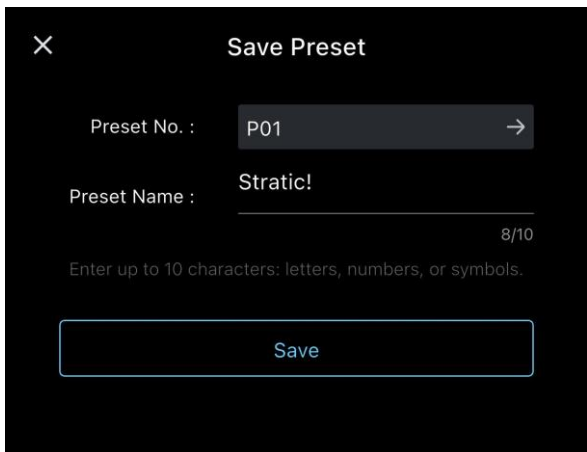 Save Preset
Preset No. : P01
Preset Name : Stratic!
8/10
Enter up to 10 characters: letters, numbers, or symbols.
Save